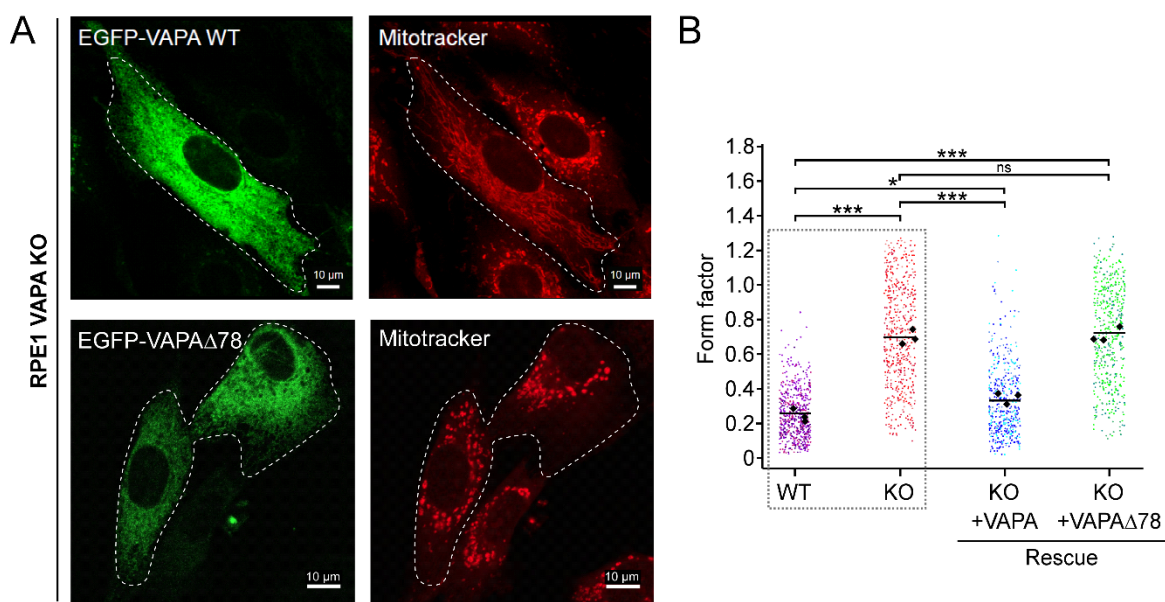 A
RPE1 VAPA KO
EGFP-VAPA WT
10 µm
Mitotracker
10 µm
EGFP-VAPAΔ78
10 µm
Mitotracker
10 µm
B
Form factor
1.8
1.6
1.4
1.2
1.0
0.8
0.6
0.4
0.2
0
***
ns
*
***
***
WT
KO
KO
+VAPA
KO
+VAPAΔ78
Rescue